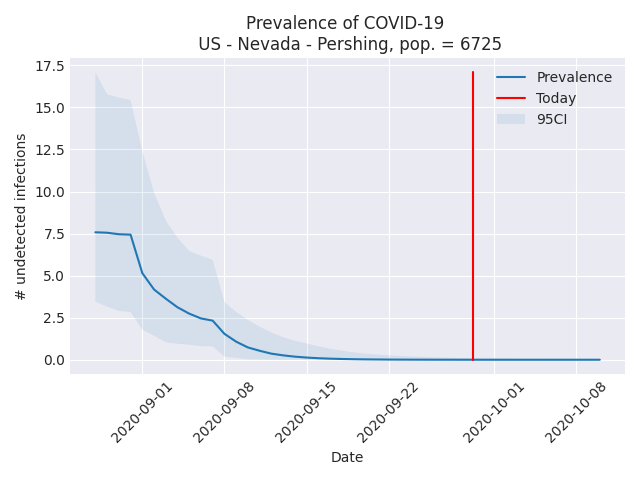 Prevalence of COVID-19
US - Nevada - Pershing, pop. = 6725
17.5
15.0
12.5
10.0
7.5
5.0
2.5
0.0
# undetected infections
Prevalence
Today
95CI
2020-09-01
2020-09-08
2020-09-15
2020-09-22
2020-10-01
2020-10-08
Date